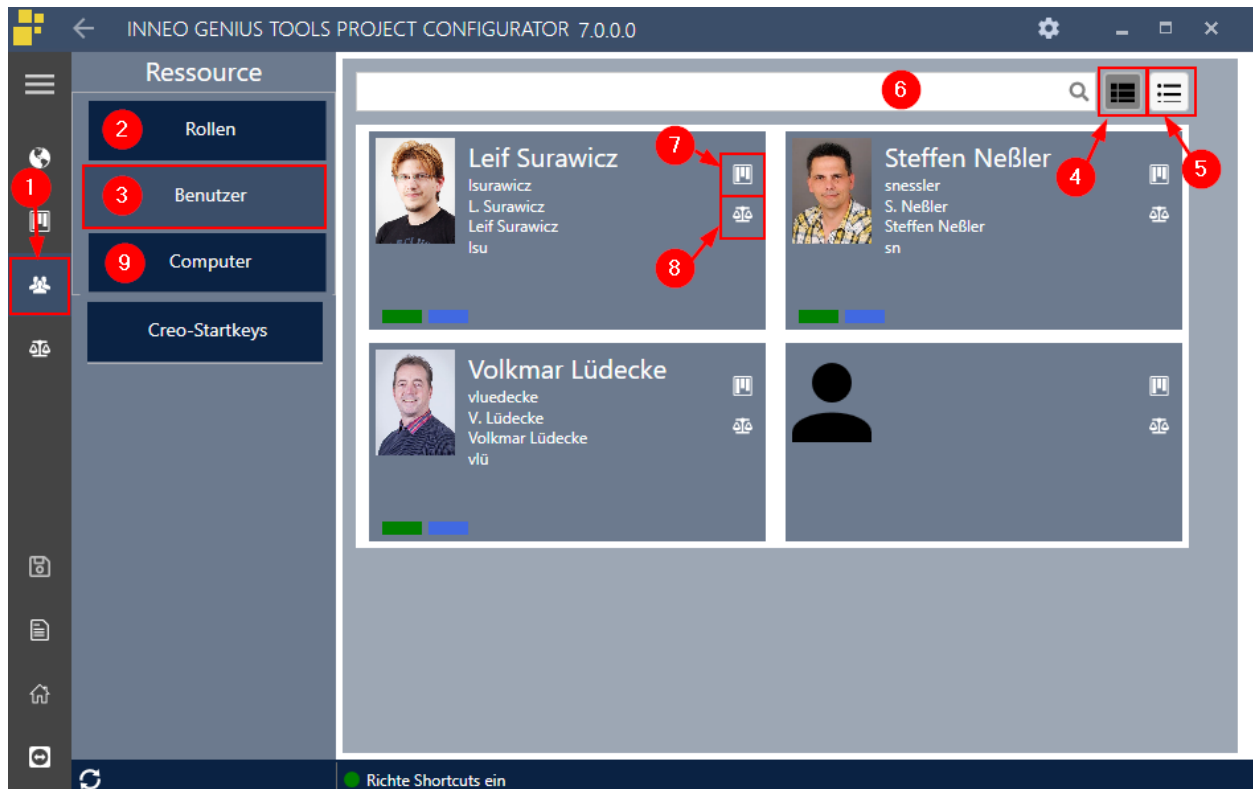 INNEO GENIUS TOOLS PROJECT CONFIGURATOR 7.0.0.0
Ressource
2 Rollen
1
3 Benutzer
9 Computer
Creo-Startkeys
6
4
5
Leif Surawicz
lsurawicz
L. Surawicz
Leif Surawicz
lsu
7
8
Steffen Neßler
snessler
S. Neßler
Steffen Neßler
sn
Volkmar Lüdecke
vluedecke
V. Lüdecke
Volkmar Lüdecke
vlü
Richte Shortcuts ein